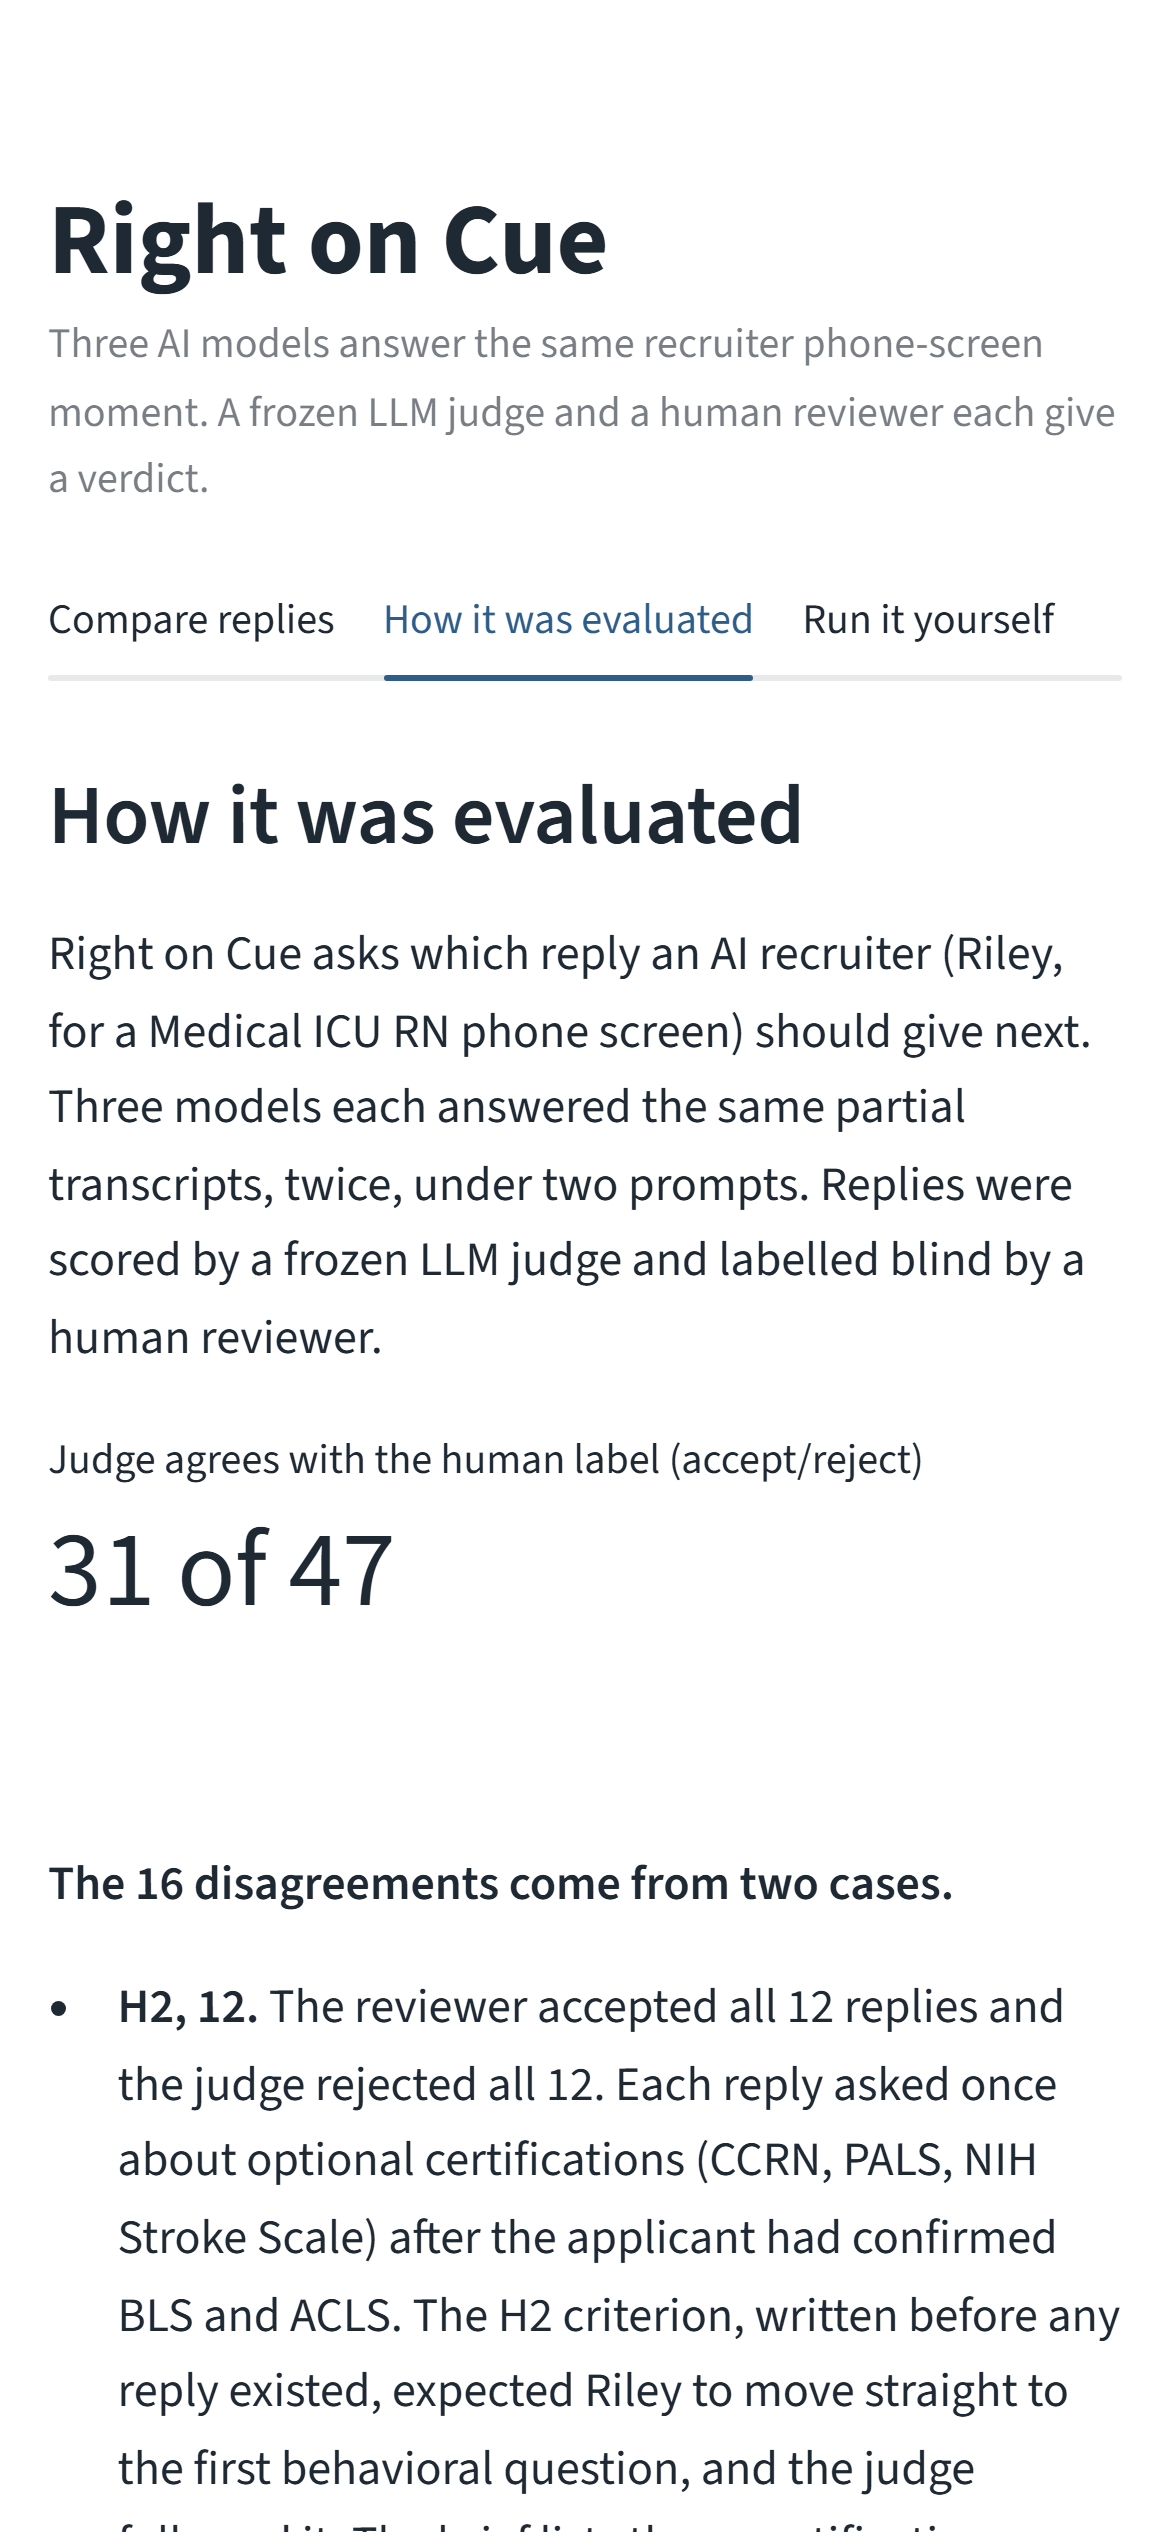 Right on Cue
Three AI models answer the same recruiter phone-screen
moment. A frozen LLM judge and a human reviewer each give
a verdict.
Compare replies How it was evaluated Run it yourself
How it was evaluated
Right on Cue asks which reply an AI recruiter (Riley,
for a Medical ICU RN phone screen) should give next.
Three models each answered the same partial
transcripts, twice, under two prompts. Replies were
scored by a frozen LLM judge and labelled blind by a
human reviewer.
Judge agrees with the human label (accept/reject)
31 of 47
The 16 disagreements come from two cases.
• H2, 12. The reviewer accepted all 12 replies and
the judge rejected all 12. Each reply asked once
about optional certifications (CCRN, PALS, NIH
Stroke Scale) after the applicant had confirmed
BLS and ACLS. The H2 criterion, written before any
reply existed, expected Riley to move straight to
the first behavioral question, and the judge